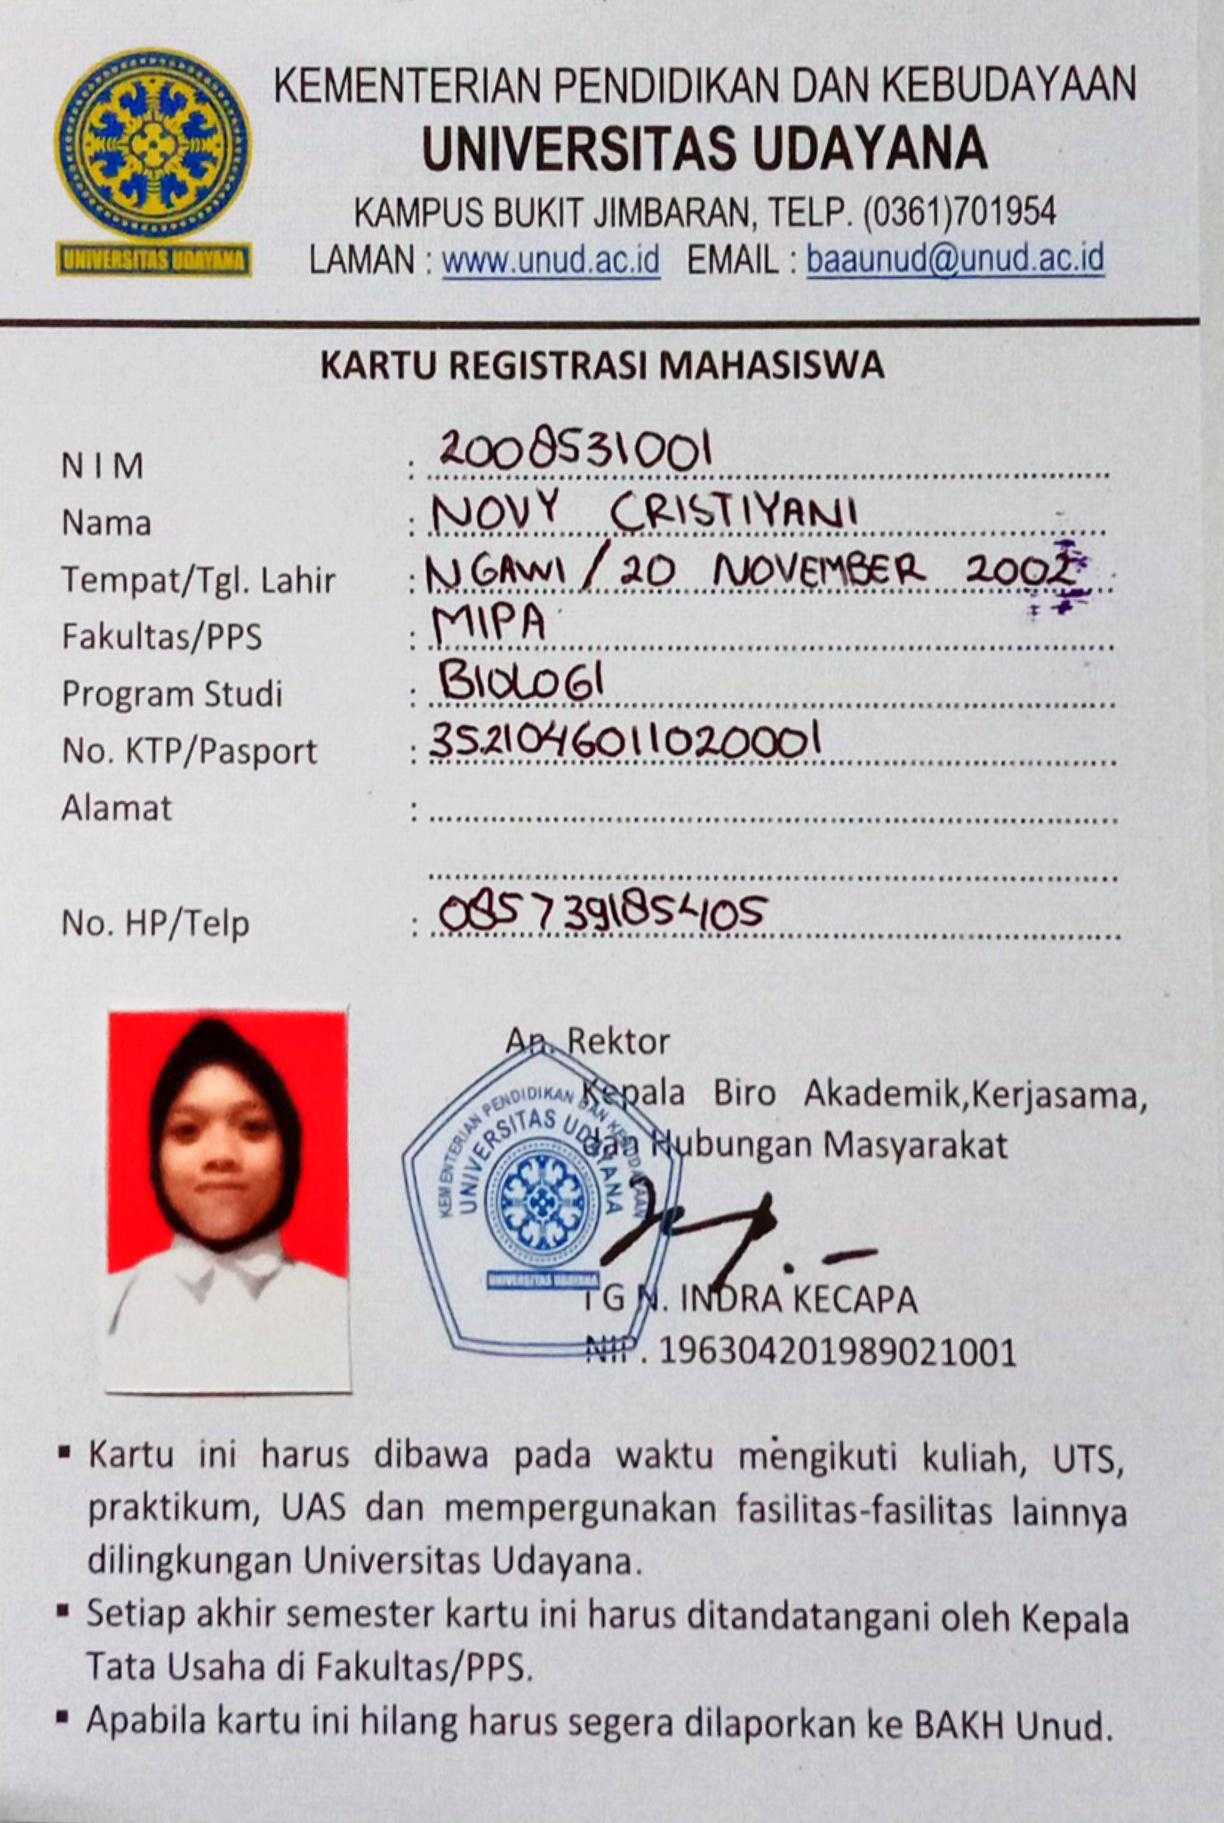 KEMENTERIAN PENDIDIKAN DAN KEBUDAYAAN
UNIVERSITAS UDAYANA
KAMPUS BUKIT JIMBARAN, TELP. (0361)701954
LAMAN : www.unud.ac.id EMAIL : baaunud@unud.ac.id
UNIVERSITAS UDAYANA
KARTU REGISTRASI MAHASISWA
NIM : 2008531001
Nama : NOVY CRISTIYANI
Tempat/Tgl. Lahir : NGAWI / 20 NOVEMBER 2002
Fakultas/PPS : MIPA
Program Studi : BIOLOGI
No. KTP/Pasport : 3521046011020001
Alamat :
No. HP/Telp : 085739185405
An. Rektor
Kepala Biro Akademik,Kerjasama,
dan Hubungan Masyarakat
KEMENTERIAN PENDIDIKAN DAN KEBUDAYAAN
UNIVERSITAS UDAYANA
UNIVERSITAS UDAYANA
I G N. INDRA KECAPA
NIP. 196304201989021001
▪ Kartu ini harus dibawa pada waktu mengikuti kuliah, UTS,
praktikum, UAS dan mempergunakan fasilitas-fasilitas lainnya
dilingkungan Universitas Udayana.
▪ Setiap akhir semester kartu ini harus ditandatangani oleh Kepala
Tata Usaha di Fakultas/PPS.
▪ Apabila kartu ini hilang harus segera dilaporkan ke BAKH Unud.